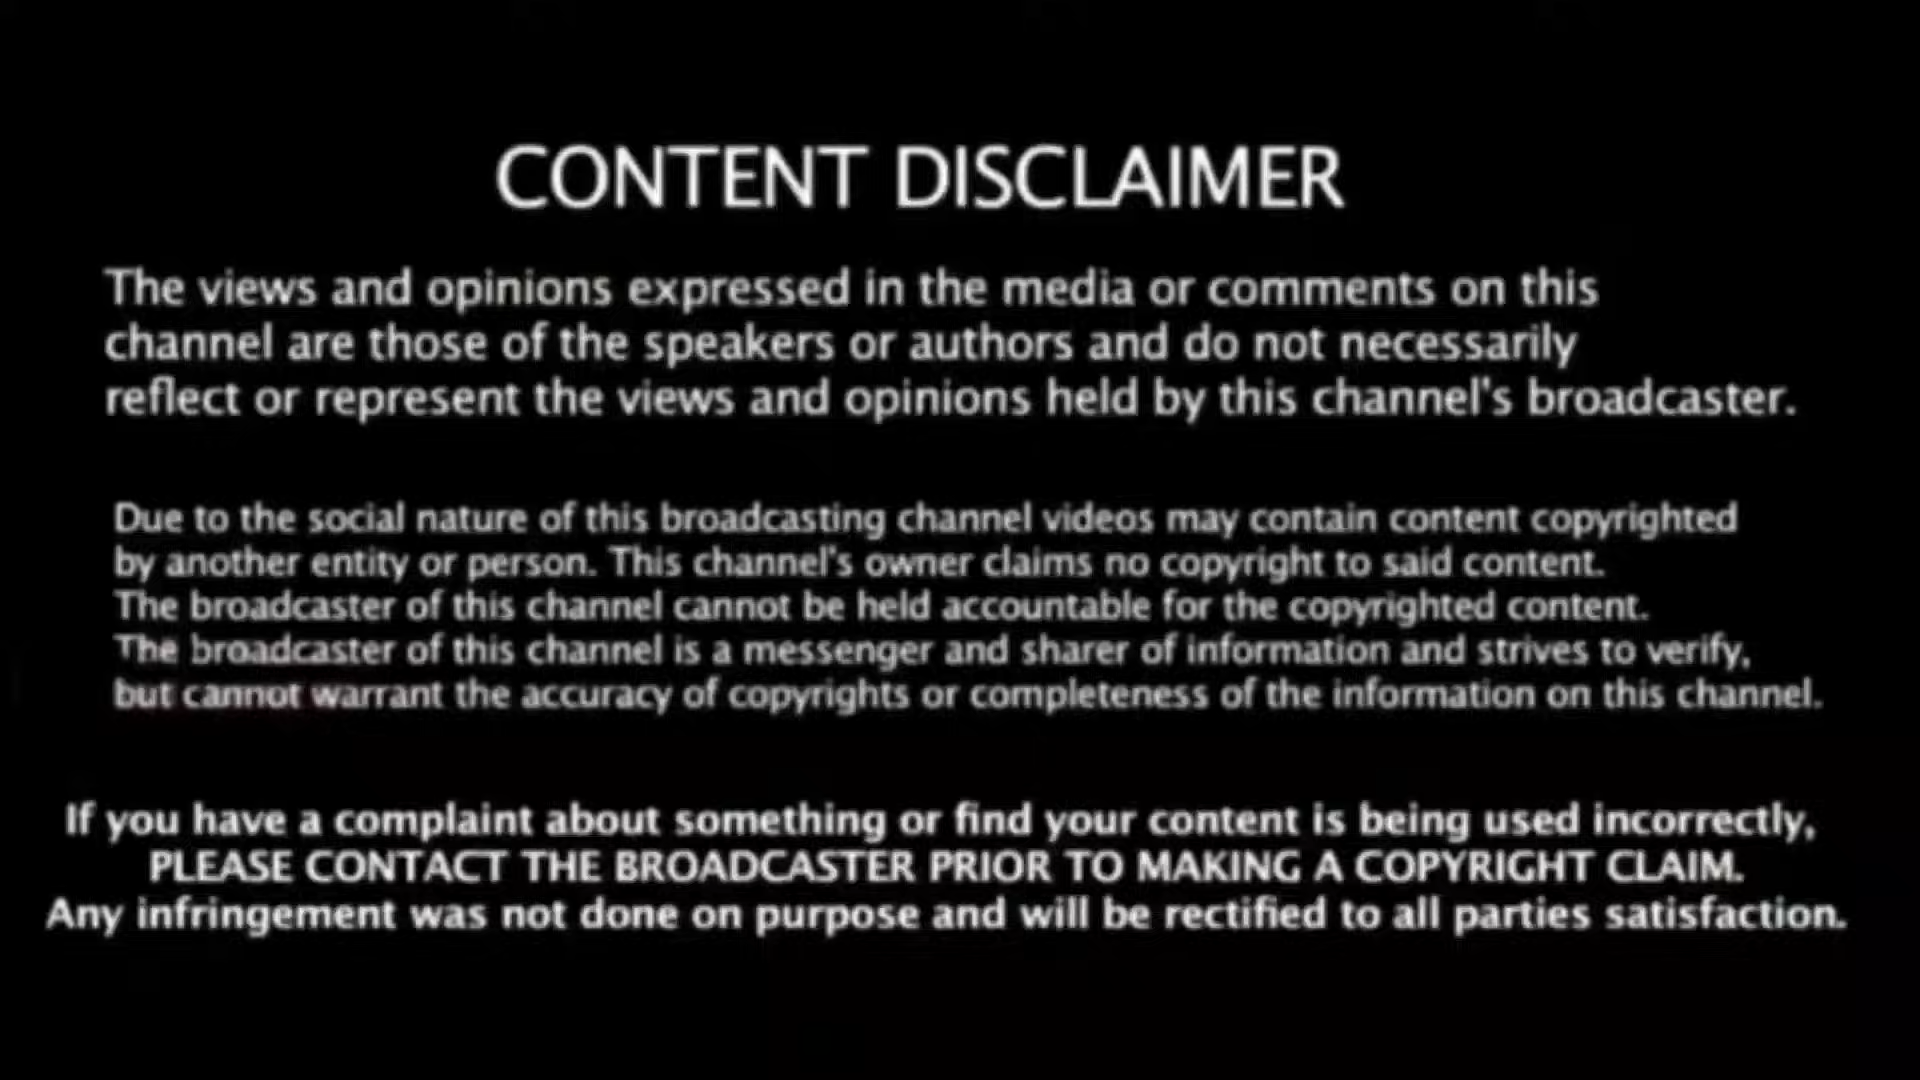 CONTENT DISCLAIMER
The views and opinions expressed in the media or comments on this
channel are those of the speakers or authors and do not necessarily
reflect or represent the views and opinions held by this channel's broadcaster.
Due to the social nature of this broadcasting channel videos may contain content copyrighted
by another entity or person. This channel's owner claims no copyright to said content.
The broadcaster of this channel cannot be held accountable for the copyrighted content.
The broadcaster of this channel is a messenger and sharer of information and strives to verify,
but cannot warrant the accuracy of copyrights or completeness of the information on this channel.
If you have a complaint about something or find your content is being used incorrectly,
PLEASE CONTACT THE BROADCASTER PRIOR TO MAKING A COPYRIGHT CLAIM.
Any infringement was not done on purpose and will be rectified to all parties satisfaction.